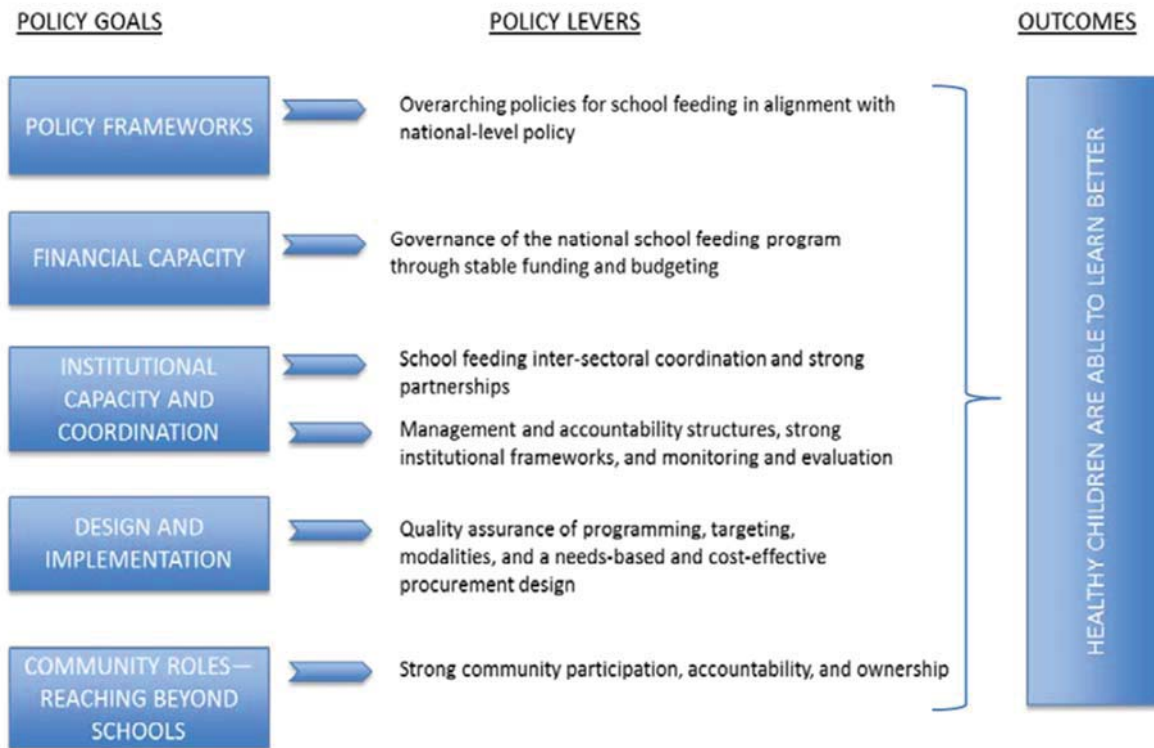 POLICY GOALS
POLICY LEVERS
OUTCOMES
POLICY FRAMEWORKS
Overarching policies for school feeding in alignment with
national-level policy
FINANCIAL CAPACITY
Governance of the national school feeding program
through stable funding and budgeting
INSTITUTIONAL
CAPACITY AND
COORDINATION
School feeding inter-sectoral coordination and strong
partnerships
Management and accountability structures, strong
institutional frameworks, and monitoring and evaluation
DESIGN AND
IMPLEMENTATION
Quality assurance of programming, targeting,
modalities, and a needs-based and cost-effective
procurement design
COMMUNITY ROLES—
REACHING BEYOND
SCHOOLS
Strong community participation, accountability, and ownership
HEALTHY CHILDREN ARE ABLE TO LEARN BETTER